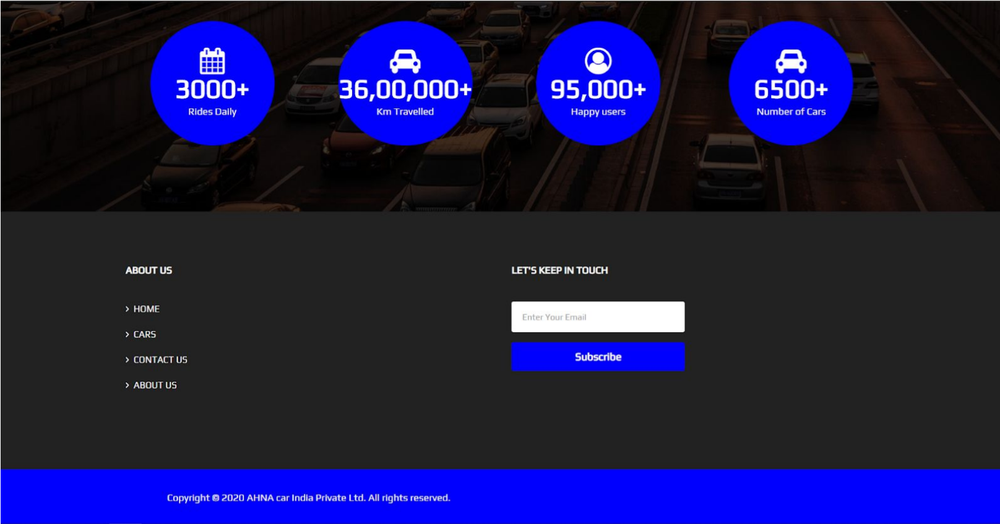 3000+
Rides Daily
36,00,000+
Km Travelled
95,000+
Happy users
6500+
Number of Cars
ABOUT US
> HOME
> CARS
> CONTACT US
> ABOUT US
LET'S KEEP IN TOUCH
Enter Your Email
Subscribe
Copyright © 2020 AHNA car India Private Ltd. All rights reserved.